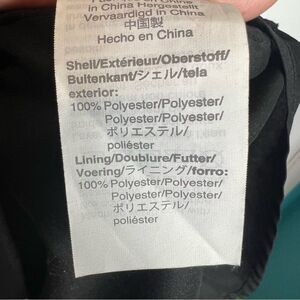 in China Hergestellt
Vervaardigd in China
中国製
Hecho en China
Shell/Extérieur/Oberstoff/
Buitenkant/シェル/tela
exterior:
100% Polyester/Polyester/
Polyester/Polyester/
ポリエステル/
poliéster
Lining/Doublure/Futter/
Voering/ライニング/forro:
100% Polyester/Polyester/
Polyester/Polyester/
ポリエステル/
poliéster